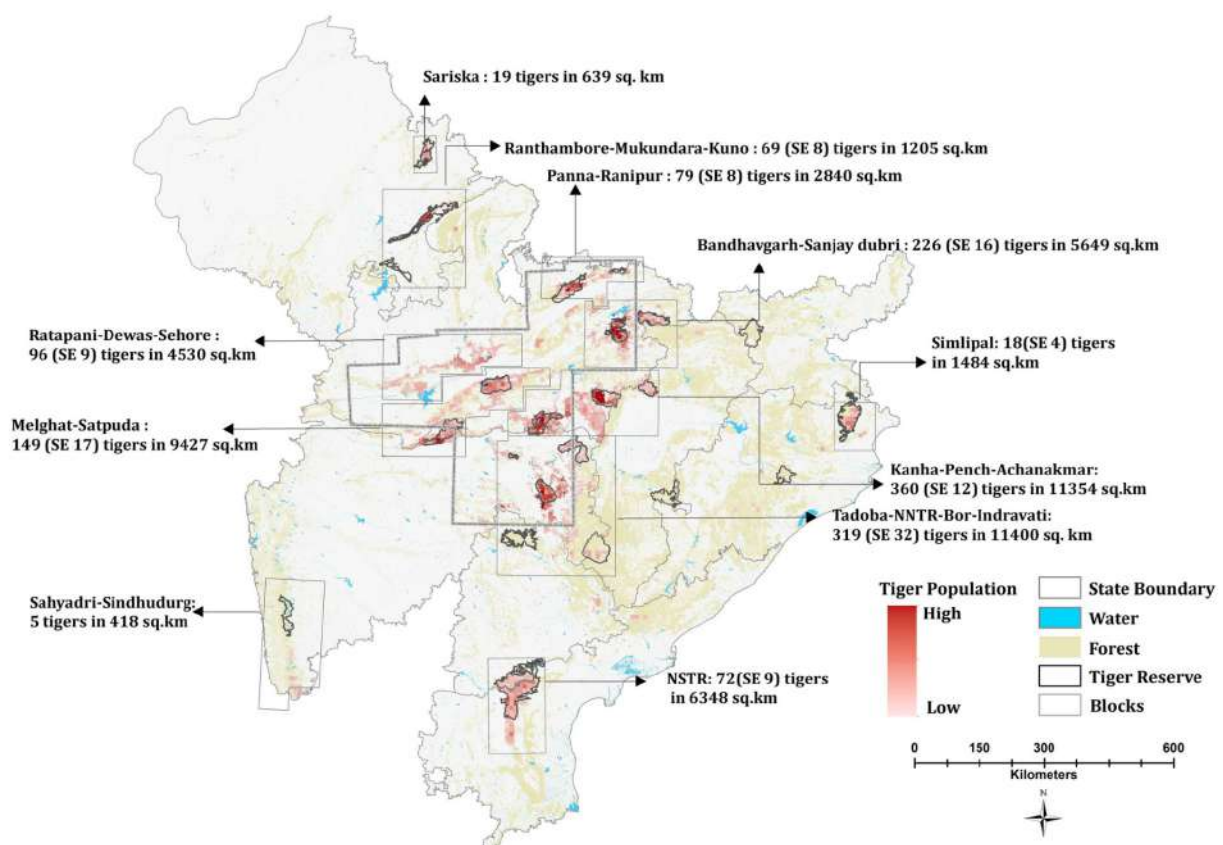 Sariska : 19 tigers in 639 sq. km
Ranthambore-Mukundara-Kuno : 69 (SE 8) tigers in 1205 sq.km
Panna-Ranipur : 79 (SE 8) tigers in 2840 sq.km
Bandhavgarh-Sanjay dubri : 226 (SE 16) tigers in 5649 sq.km
Ratapani-Dewas-Sehore :
96 (SE 9) tigers in 4530 sq.km
Simlipal: 18(SE 4) tigers
in 1484 sq.km
Melghat-Satpuda :
149 (SE 17) tigers in 9427 sq.km
Kanha-Pench-Achanakmar:
360 (SE 12) tigers in 11354 sq.km
Tadoba-NNTR-Bor-Indravati:
319 (SE 32) tigers in 11400 sq. km
Sahyadri-Sindhudurg:
5 tigers in 418 sq.km
NSTR: 72(SE 9) tigers
in 6348 sq.km
Tiger Population
High
Low
State Boundary
Water
Forest
Tiger Reserve
Blocks
0 150 300 600
Kilometers
N